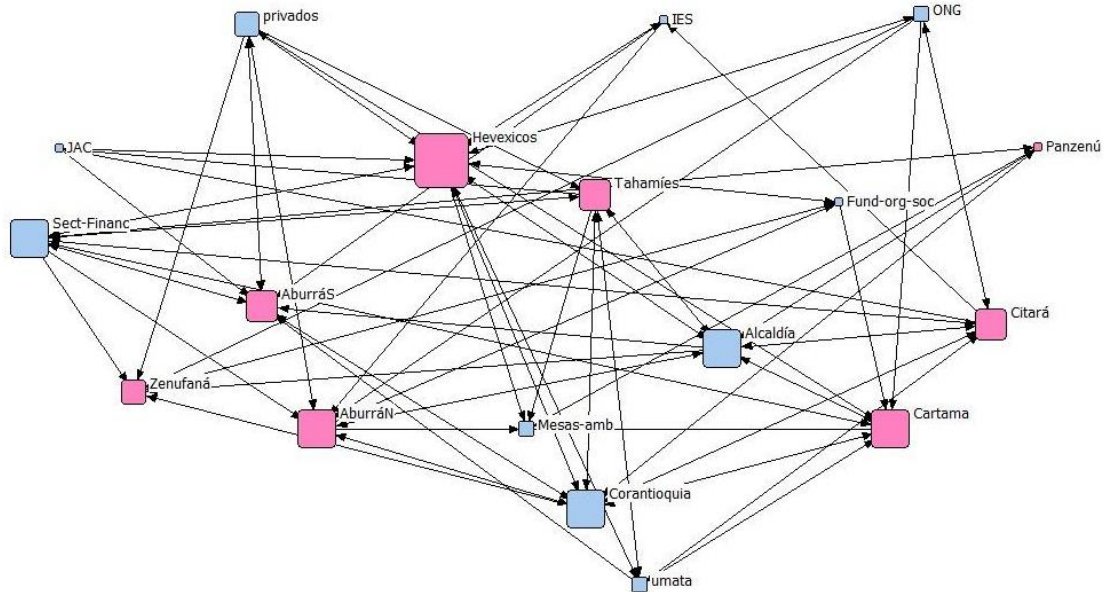 privados
IES
ONG
Hevexicos
JAC
Panzenú
Tahamíes
Fund-org-soc
Sect-Financ
AburráS
Citará
Alcaldía
Zenufaná
AburráN
Cartama
Mesas-amb
Corantioquia
umata